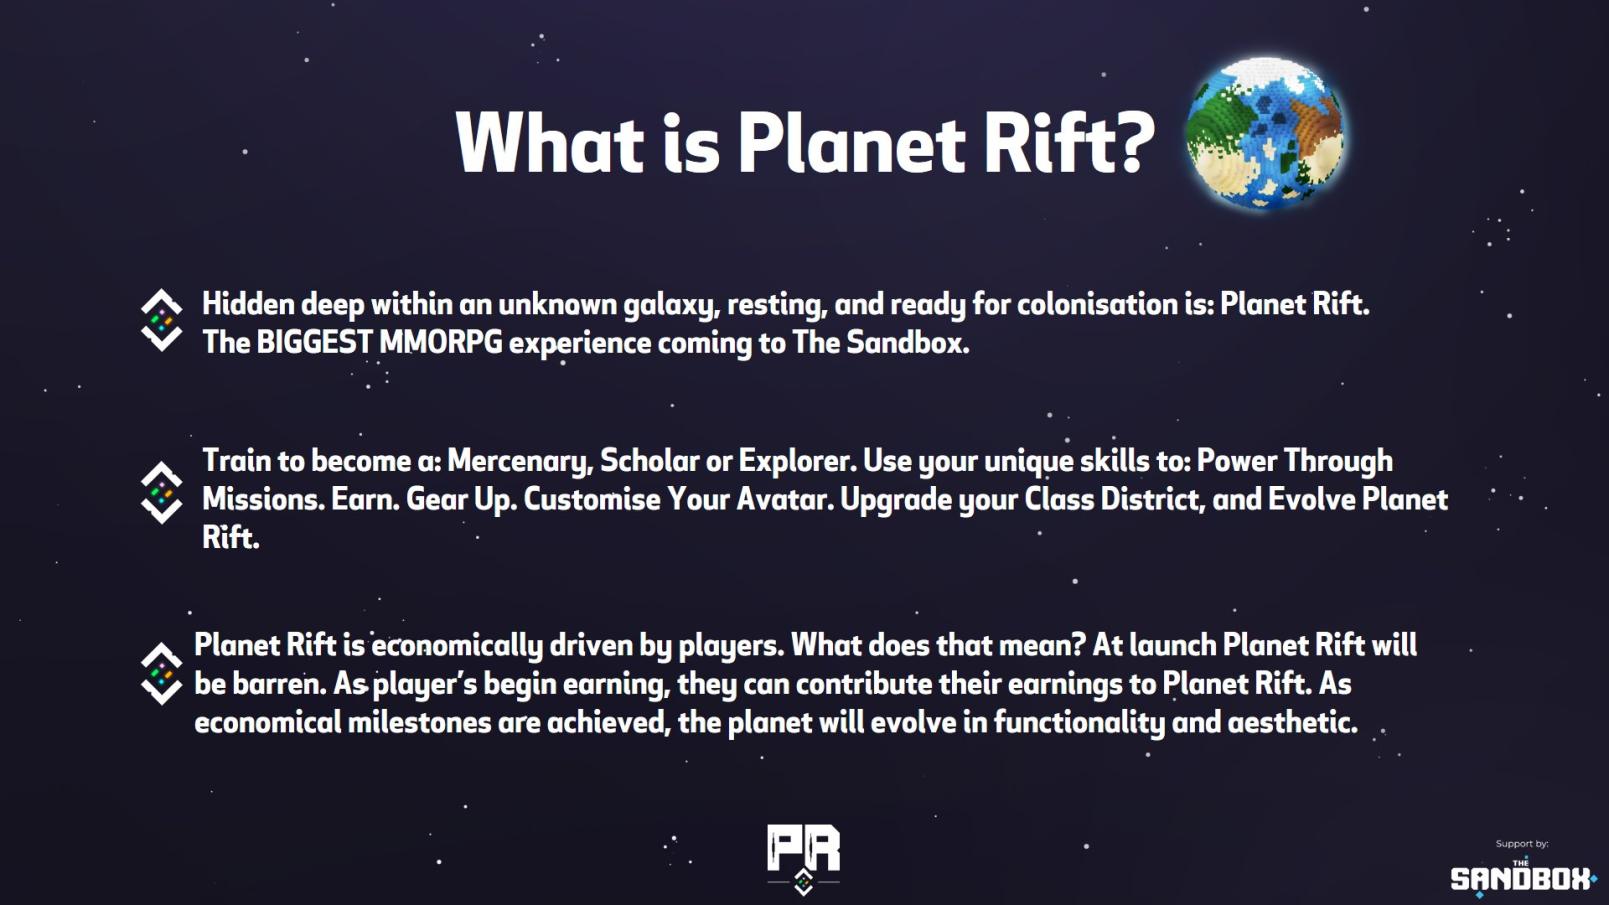 What is Planet Rift?
Hidden deep within an unknown galaxy, resting, and ready for colonisation is: Planet Rift.
The BIGGEST MMORPG experience coming to The Sandbox.
Train to become a: Mercenary, Scholar or Explorer. Use your unique skills to: Power Through
Missions. Earn. Gear Up. Customise Your Avatar. Upgrade your Class District, and Evolve Planet
Rift.
Planet Rift is economically driven by players. What does that mean? At launch Planet Rift will
be barren. As player's begin earning, they can contribute their earnings to Planet Rift. As
economical milestones are achieved, the planet will evolve in functionality and aesthetic.
PR
Support by:
THE
SANDBOX